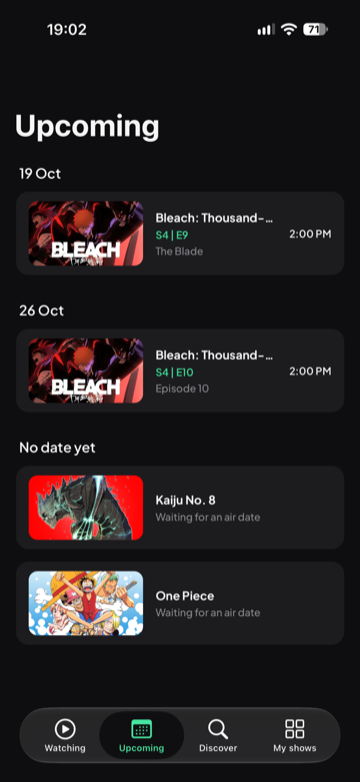 19:02
71
Upcoming
19 Oct
BLEACH
Bleach: Thousand-...
S4 | E9
The Blade
2:00 PM
26 Oct
BLEACH
Bleach: Thousand-...
S4 | E10
Episode 10
2:00 PM
No date yet
Kaiju No. 8
Waiting for an air date
One Piece
Waiting for an air date
Watching
Upcoming
Discover
My shows